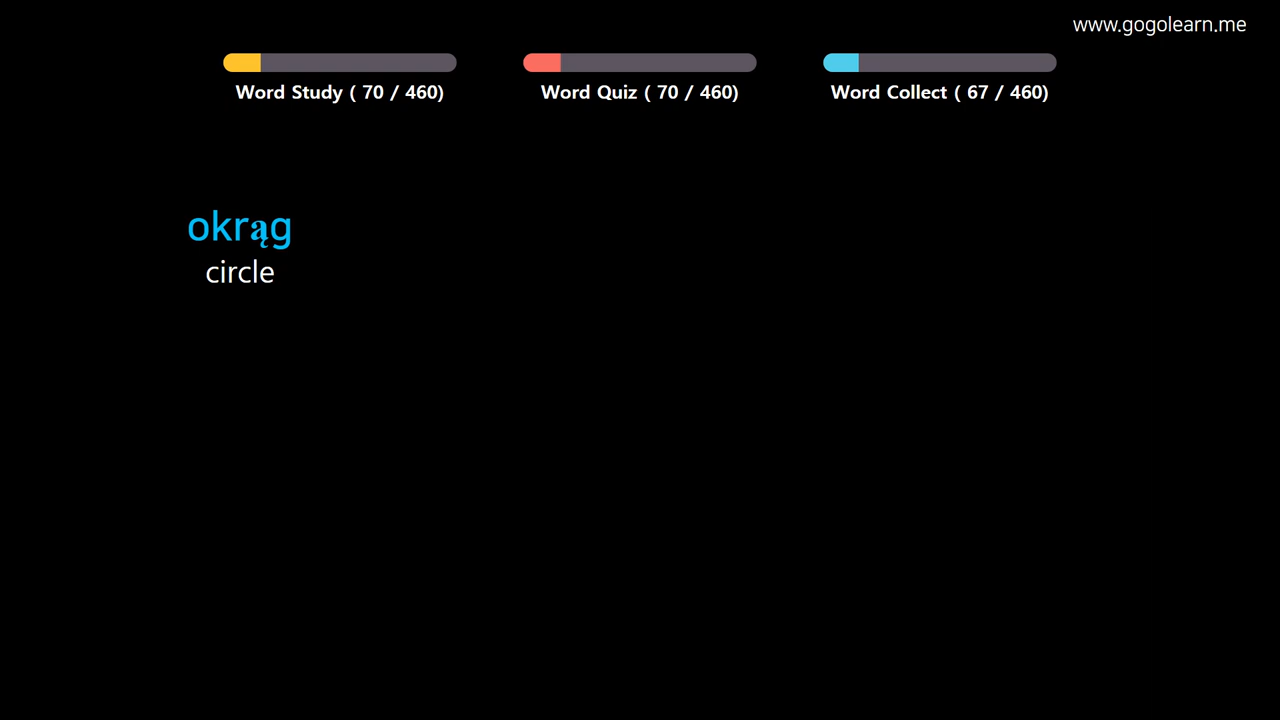 www.gogolearn.me
Word Study ( 70 / 460)
Word Quiz ( 70 / 460)
Word Collect ( 67 / 460)
okrąg
circle